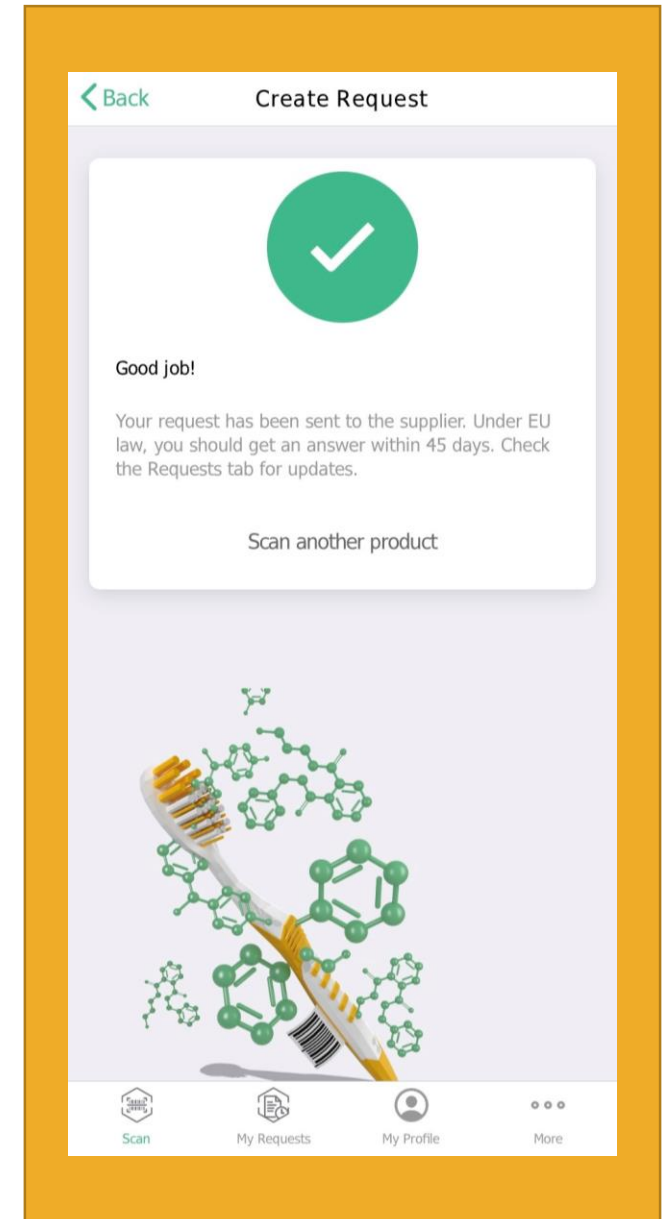 Back
Create Request
Good job!
Your request has been sent to the supplier. Under EU
law, you should get an answer within 45 days. Check
the Requests tab for updates.
Scan another product
Scan
My Requests
My Profile
More